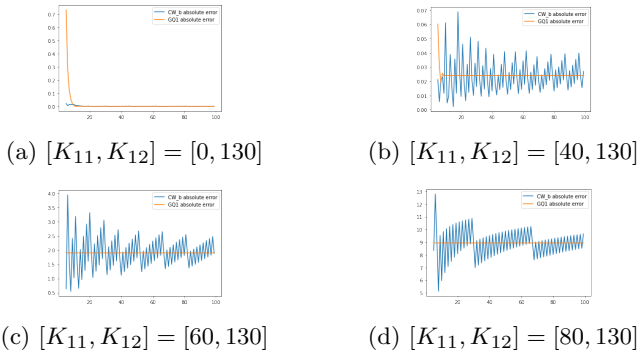 CW_b absolute error
GQ1 absolute error
0.7
0.6
0.5
0.4
0.3
0.2
0.1
0.0
20 40 60 80 100
(a) [K11, K12] = [0, 130]
CW_b absolute error
GQ1 absolute error
0.07
0.06
0.05
0.04
0.03
0.02
0.01
0.00
20 40 60 80 100
(b) [K11, K12] = [40, 130]
CW_b absolute error
GQ1 absolute error
4.0
3.5
3.0
2.5
2.0
1.5
1.0
0.5
20 40 60 80 100
(c) [K11, K12] = [60, 130]
CW_b absolute error
GQ1 absolute error
13
12
11
10
9
8
7
6
5
20 40 60 80 100
(d) [K11, K12] = [80, 130]